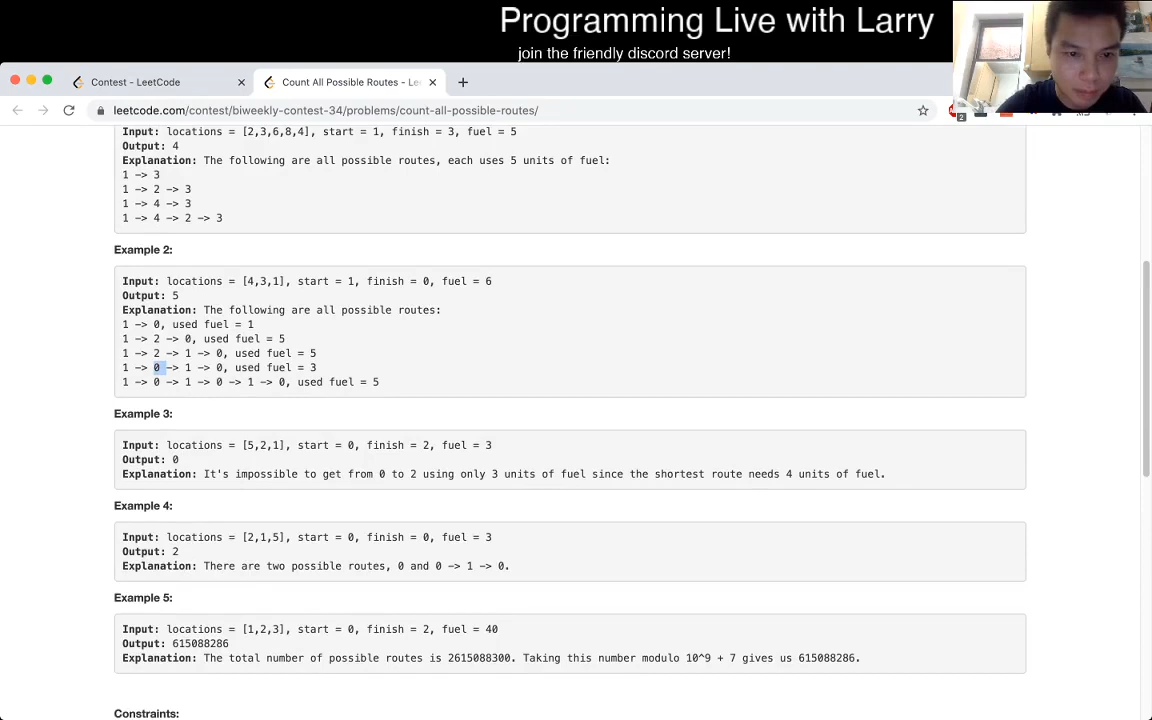 Programming Live with Larry
join the friendly discord server!
Contest - LeetCode
Count All Possible Routes - Le
leetcode.com/contest/biweekly-contest-34/problems/count-all-possible-routes/
2
Input: locations = [2,3,6,8,4], start = 1, finish = 3, fuel = 5
Output: 4
Explanation: The following are all possible routes, each uses 5 units of fuel:
1 -> 3
1 -> 2 -> 3
1 -> 4 -> 3
1 -> 4 -> 2 -> 3
Example 2:
Input: locations = [4,3,1], start = 1, finish = 0, fuel = 6
Output: 5
Explanation: The following are all possible routes:
1 -> 0, used fuel = 1
1 -> 2 -> 0, used fuel = 5
1 -> 2 -> 1 -> 0, used fuel = 5
1 -> 0 -> 1 -> 0, used fuel = 3
1 -> 0 -> 1 -> 0 -> 1 -> 0, used fuel = 5
Example 3:
Input: locations = [5,2,1], start = 0, finish = 2, fuel = 3
Output: 0
Explanation: It's impossible to get from 0 to 2 using only 3 units of fuel since the shortest route needs 4 units of fuel.
Example 4:
Input: locations = [2,1,5], start = 0, finish = 0, fuel = 3
Output: 2
Explanation: There are two possible routes, 0 and 0 -> 1 -> 0.
Example 5:
Input: locations = [1,2,3], start = 0, finish = 2, fuel = 40
Output: 615088286
Explanation: The total number of possible routes is 2615088300. Taking this number modulo 10^9 + 7 gives us 615088286.
Constraints: